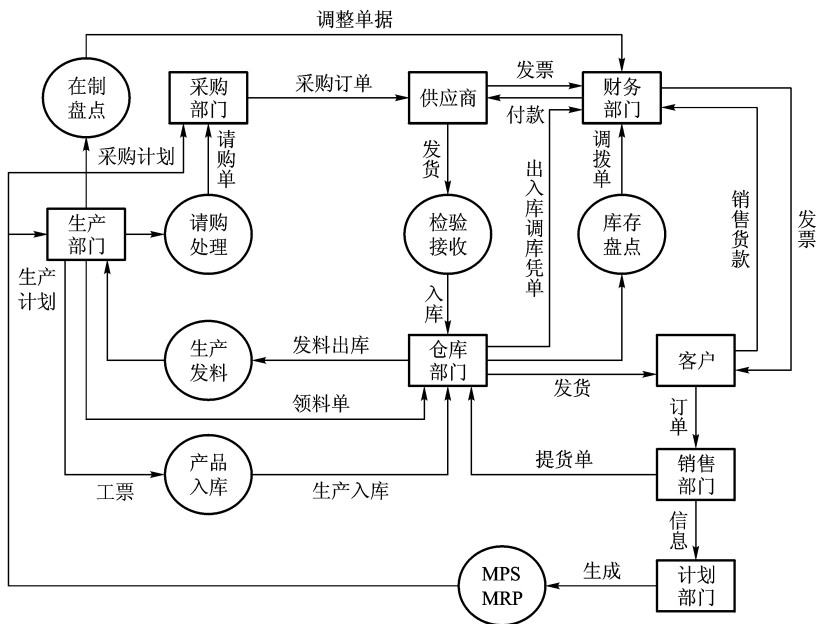 调整单据
在制
盘点
采购
部门
采购订单
供应商
发票
付款
财务
部门
采购计划
请购单
发货
出入库调库凭单
调拨单
销售货款
发票
生产
部门
请购
处理
检验
接收
库存
盘点
生产
计划
入库
生产
发料
发料出库
仓库
部门
客户
发货
领料单
订单
产品
入库
工票
生产入库
提货单
销售
部门
信息
MPS
MRP
生成
计划
部门